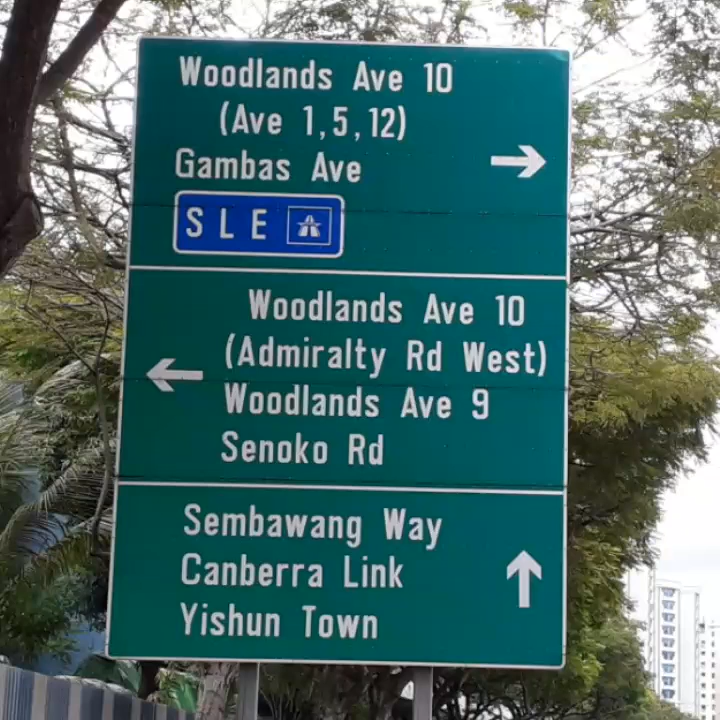 Woodlands Ave 10
(Ave 1,5,12)
Gambas Ave
SLE
Woodlands Ave 10
(Admiralty Rd West)
Woodlands Ave 9
Senoko Rd
Sembawang Way
Canberra Link
Yishun Town